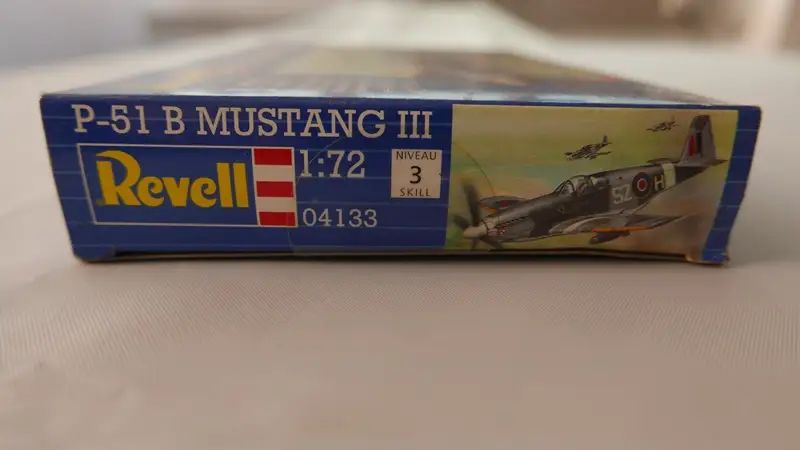 P-51 B MUSTANG III
Revell
1:72
04133
NIVEAU
3
SKILL
SZ
H